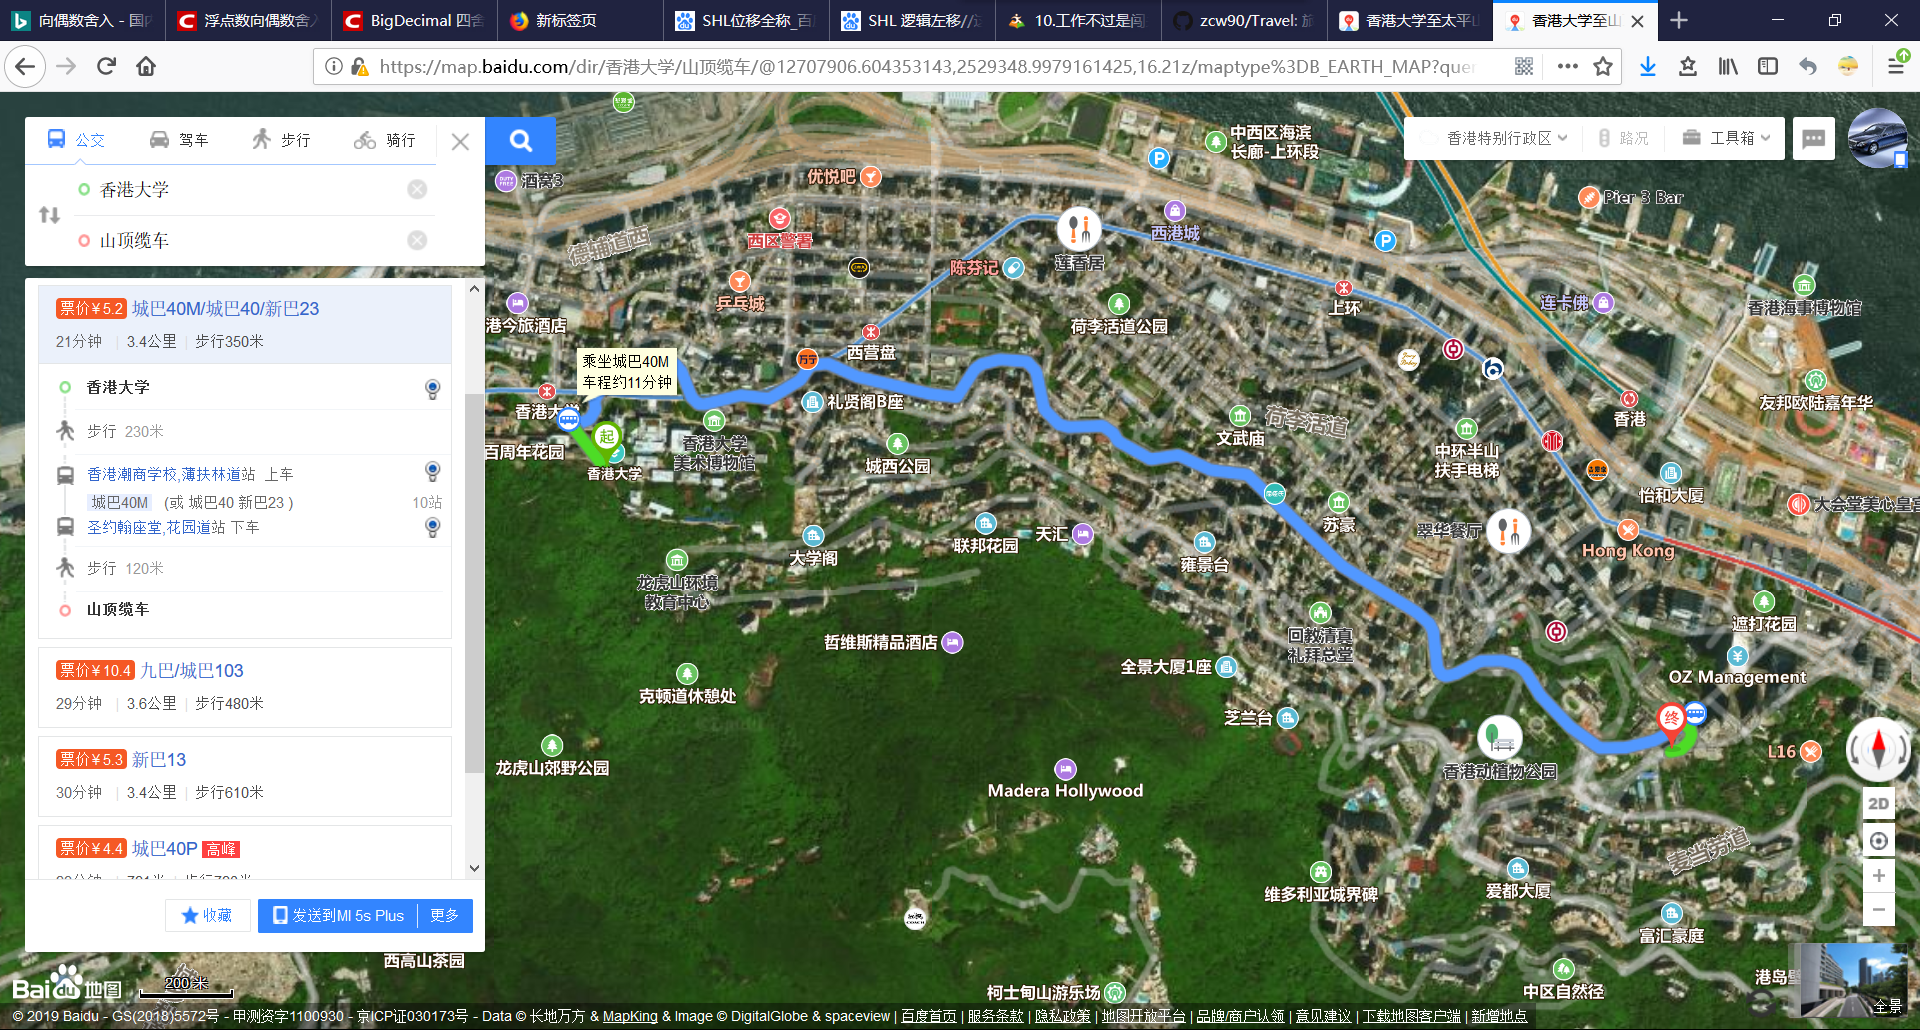 向偶数舍入 - 国内
浮点数向偶数舍入
BigDecimal 四舍
新标签页
SHL位移全称_百
SHL 逻辑左移//
10.工作不过是闯
zcw90/Travel: 旅
香港大学至太平山
香港大学至山
https://map.baidu.com/dir/香港大学/山顶缆车/@12707906.604353143,2529348.9979161425,16.21z/maptype%3DB_EARTH_MAP?quer
公交
驾车
步行
骑行
香港大学
山顶缆车
香港特别行政区
路况
工具箱
票价¥5.2 城巴40M/城巴40/新巴23
21分钟 | 3.4公里 | 步行350米
香港大学
步行 230米
香港潮商学校,薄扶林道站 上车
城巴40M (或 城巴40 新巴23 ) 10站
圣约翰座堂,花园道站 下车
步行 120米
山顶缆车
票价¥10.4 九巴/城巴103
29分钟 | 3.6公里 | 步行480米
票价¥5.3 新巴13
30分钟 | 3.4公里 | 步行610米
票价¥4.4 城巴40P 高峰
收藏
发送到MI 5s Plus
更多
酒窝3
优悦吧
中西区海滨
长廊-上环段
Pier 3 Bar
德辅道西
西区警署
西港城
陈芬记
莲香居
乒乓城
港今旅酒店
荷李活道公园
上环
连卡佛
香港海事博物馆
西营盘
乘坐城巴40M
车程约11分钟
万宁
礼贤阁B座
香港大学
起
香港大学
百周年花园
香港大学
美术博物馆
城西公园
文武庙
荷李活道
中环半山
扶手电梯
香港
友邦欧陆嘉年华
怡和大厦
大会堂美心皇宫
大学阁
联邦花园
天汇
苏豪
雍景台
翠华餐厅
Hong Kong
龙虎山环境
教育中心
回教清真
礼拜总堂
遮打花园
哲维斯精品酒店
全景大厦1座
OZ Management
克顿道休憩处
芝兰台
终
L16
龙虎山郊野公园
香港动植物公园
Madera Hollywood
2D
麦当劳道
维多利亚城界碑
爱都大厦
COACH
富汇豪庭
西高山茶园
中区自然径
港岛壁
柯士甸山游乐场
全景
Baidu地图
200 米
© 2019 Baidu - GS(2018)5572号 - 甲测资字1100930 - 京ICP证030173号 - Data © 长地万方 & MapKing & Image © DigitalGlobe & spaceview | 百度首页 | 服务条款 | 隐私政策 | 地图开放平台 | 品牌/商户认领 | 意见建议 | 下载地图客户端 | 新增地点